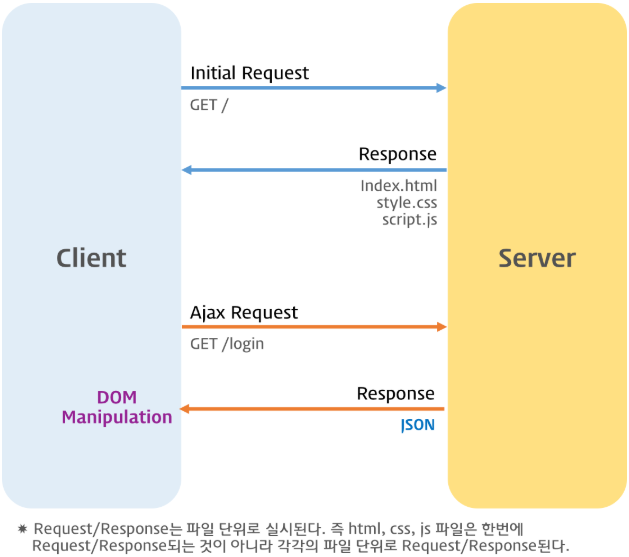 Initial Request
GET /
Response
Index.html
style.css
script.js
Client
Server
Ajax Request
GET /login
DOM
Manipulation
Response
JSON
✷ Request/Response는 파일 단위로 실시된다. 즉 html, css, js 파일은 한번에
Request/Response되는 것이 아니라 각각의 파일 단위로 Request/Response된다.